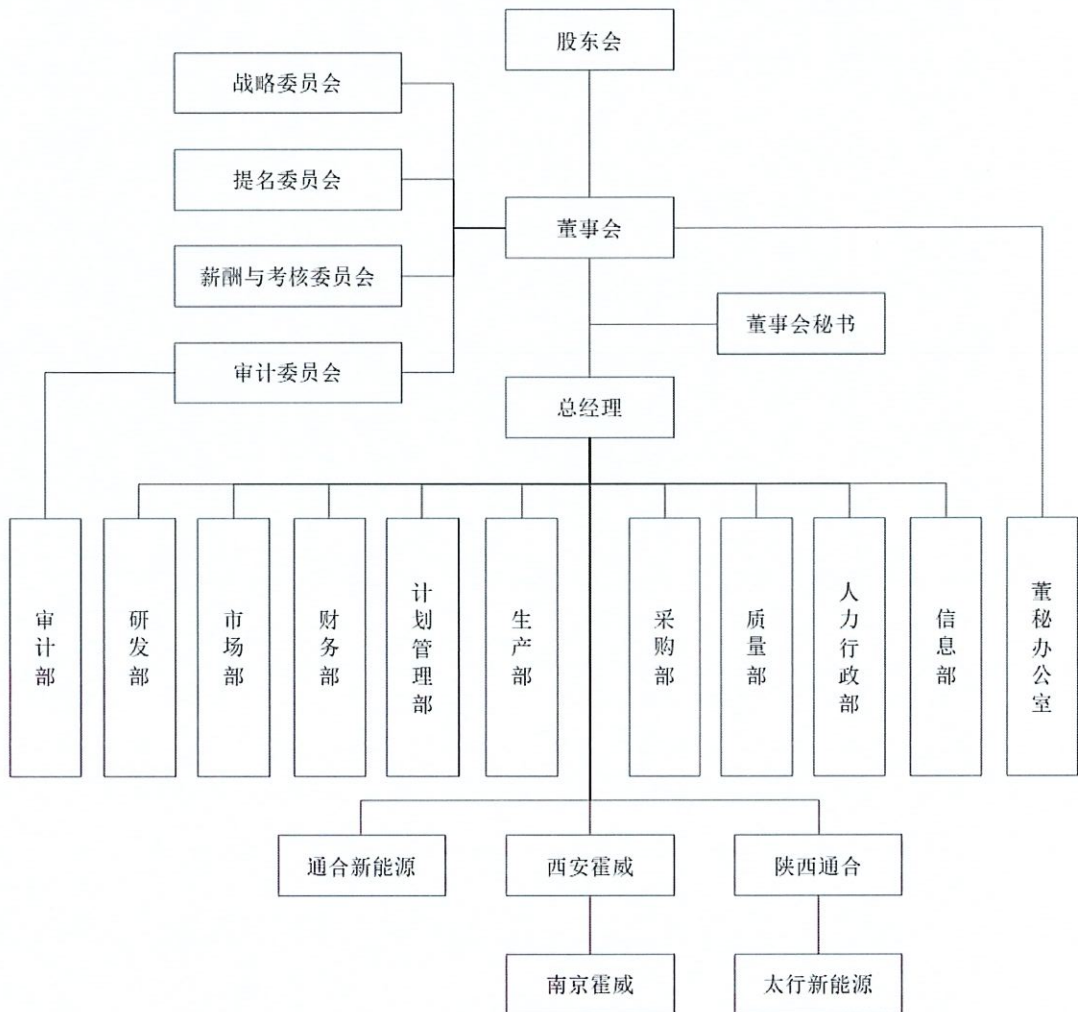 股东会
战略委员会
提名委员会
董事会
薪酬与考核委员会
董事会秘书
审计委员会
总经理
审计部
研发部
市场部
财务部
计划管理部
生产部
采购部
质量部
人力行政部
信息部
董秘办公室
通合新能源
西安霍威
陕西通合
南京霍威
太行新能源